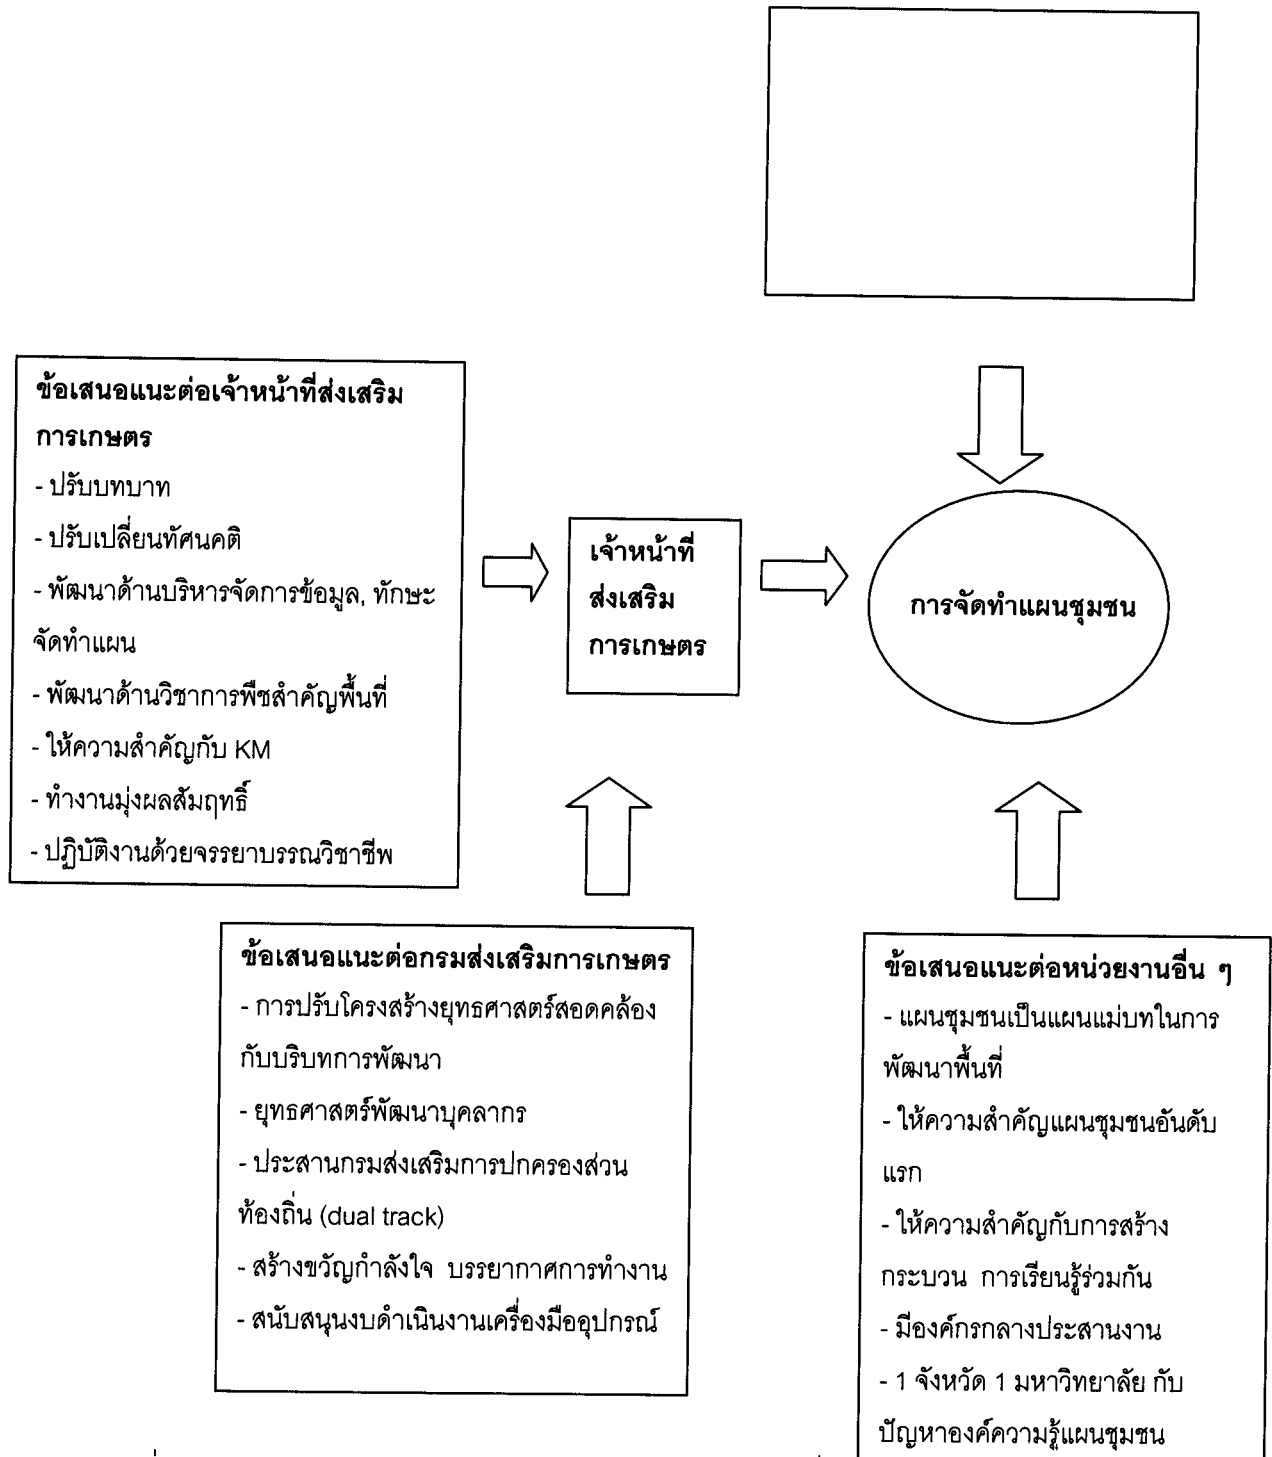 ข้อเสนอแนะต่อเจ้าหน้าที่ส่งเสริม
การเกษตร
- ปรับบทบาท
- ปรับเปลี่ยนทัศนคติ
- พัฒนาด้านบริหารจัดการข้อมูล, ทักษะ
จัดทำแผน
- พัฒนาด้านวิชาการพืชสำคัญพื้นที่
- ให้ความสำคัญกับ KM
- ทำงานมุ่งผลสัมฤทธิ์
- ปฏิบัติงานด้วยจรรยาบรรณวิชาชีพ
เจ้าหน้าที่
ส่งเสริม
การเกษตร
การจัดทำแผนชุมชน
ข้อเสนอแนะต่อกรมส่งเสริมการเกษตร
- การปรับโครงสร้างยุทธศาสตร์สอดคล้อง
กับบริบทการพัฒนา
- ยุทธศาสตร์พัฒนาบุคลากร
- ประสานกรมส่งเสริมการปกครองส่วน
ท้องถิ่น (dual track)
- สร้างขวัญกำลังใจ บรรยากาศการทำงาน
- สนับสนุนงบดำเนินงานเครื่องมืออุปกรณ์
ข้อเสนอแนะต่อหน่วยงานอื่น ๆ
- แผนชุมชนเป็นแผนแม่บทในการ
พัฒนาพื้นที่
- ให้ความสำคัญแผนชุมชนอันดับ
แรก
- ให้ความสำคัญกับการสร้าง
กระบวน การเรียนรู้ร่วมกัน
- มีองค์กรกลางประสานงาน
- 1 จังหวัด 1 มหาวิทยาลัย กับ
ปัญหาองค์ความรู้แผนชุมชน